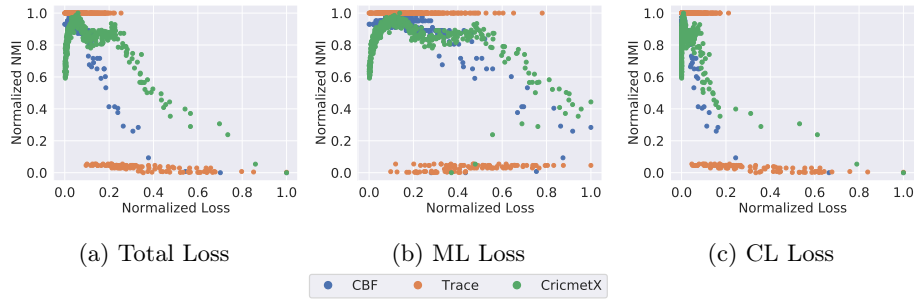 Normalized NMI
1.0
0.8
0.6
0.4
0.2
0.0
0.0 0.2 0.4 0.6 0.8 1.0
Normalized Loss
(a) Total Loss
Normalized NMI
1.0
0.8
0.6
0.4
0.2
0.0
0.0 0.2 0.4 0.6 0.8 1.0
Normalized Loss
(b) ML Loss
Normalized NMI
1.0
0.8
0.6
0.4
0.2
0.0
0.0 0.2 0.4 0.6 0.8 1.0
Normalized Loss
(c) CL Loss
CBF Trace CricmetX